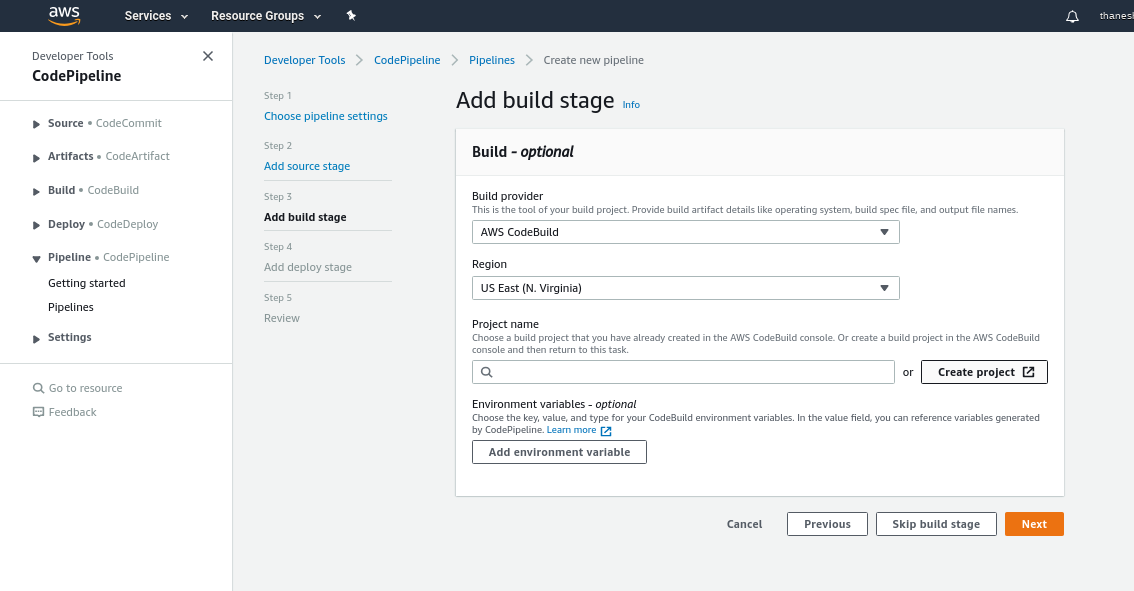 aws Services Resource Groups
Developer Tools
CodePipeline
Source • CodeCommit
Artifacts • CodeArtifact
Build • CodeBuild
Deploy • CodeDeploy
Pipeline • CodePipeline
Getting started
Pipelines
Settings
Go to resource
Feedback
Developer Tools > CodePipeline > Pipelines > Create new pipeline
Step 1
Choose pipeline settings
Step 2
Add source stage
Step 3
Add build stage
Step 4
Add deploy stage
Step 5
Review
Add build stage Info
Build - optional
Build provider
This is the tool of your build project. Provide build artifact details like operating system, build spec file, and output file names.
AWS CodeBuild
Region
US East (N. Virginia)
Project name
Choose a build project that you have already created in the AWS CodeBuild console. Or create a build project in the AWS CodeBuild
console and then return to this task.
or Create project
Environment variables - optional
Choose the key, value, and type for your CodeBuild environment variables. In the value field, you can reference variables generated
by CodePipeline. Learn more
Add environment variable
Cancel Previous Skip build stage Next